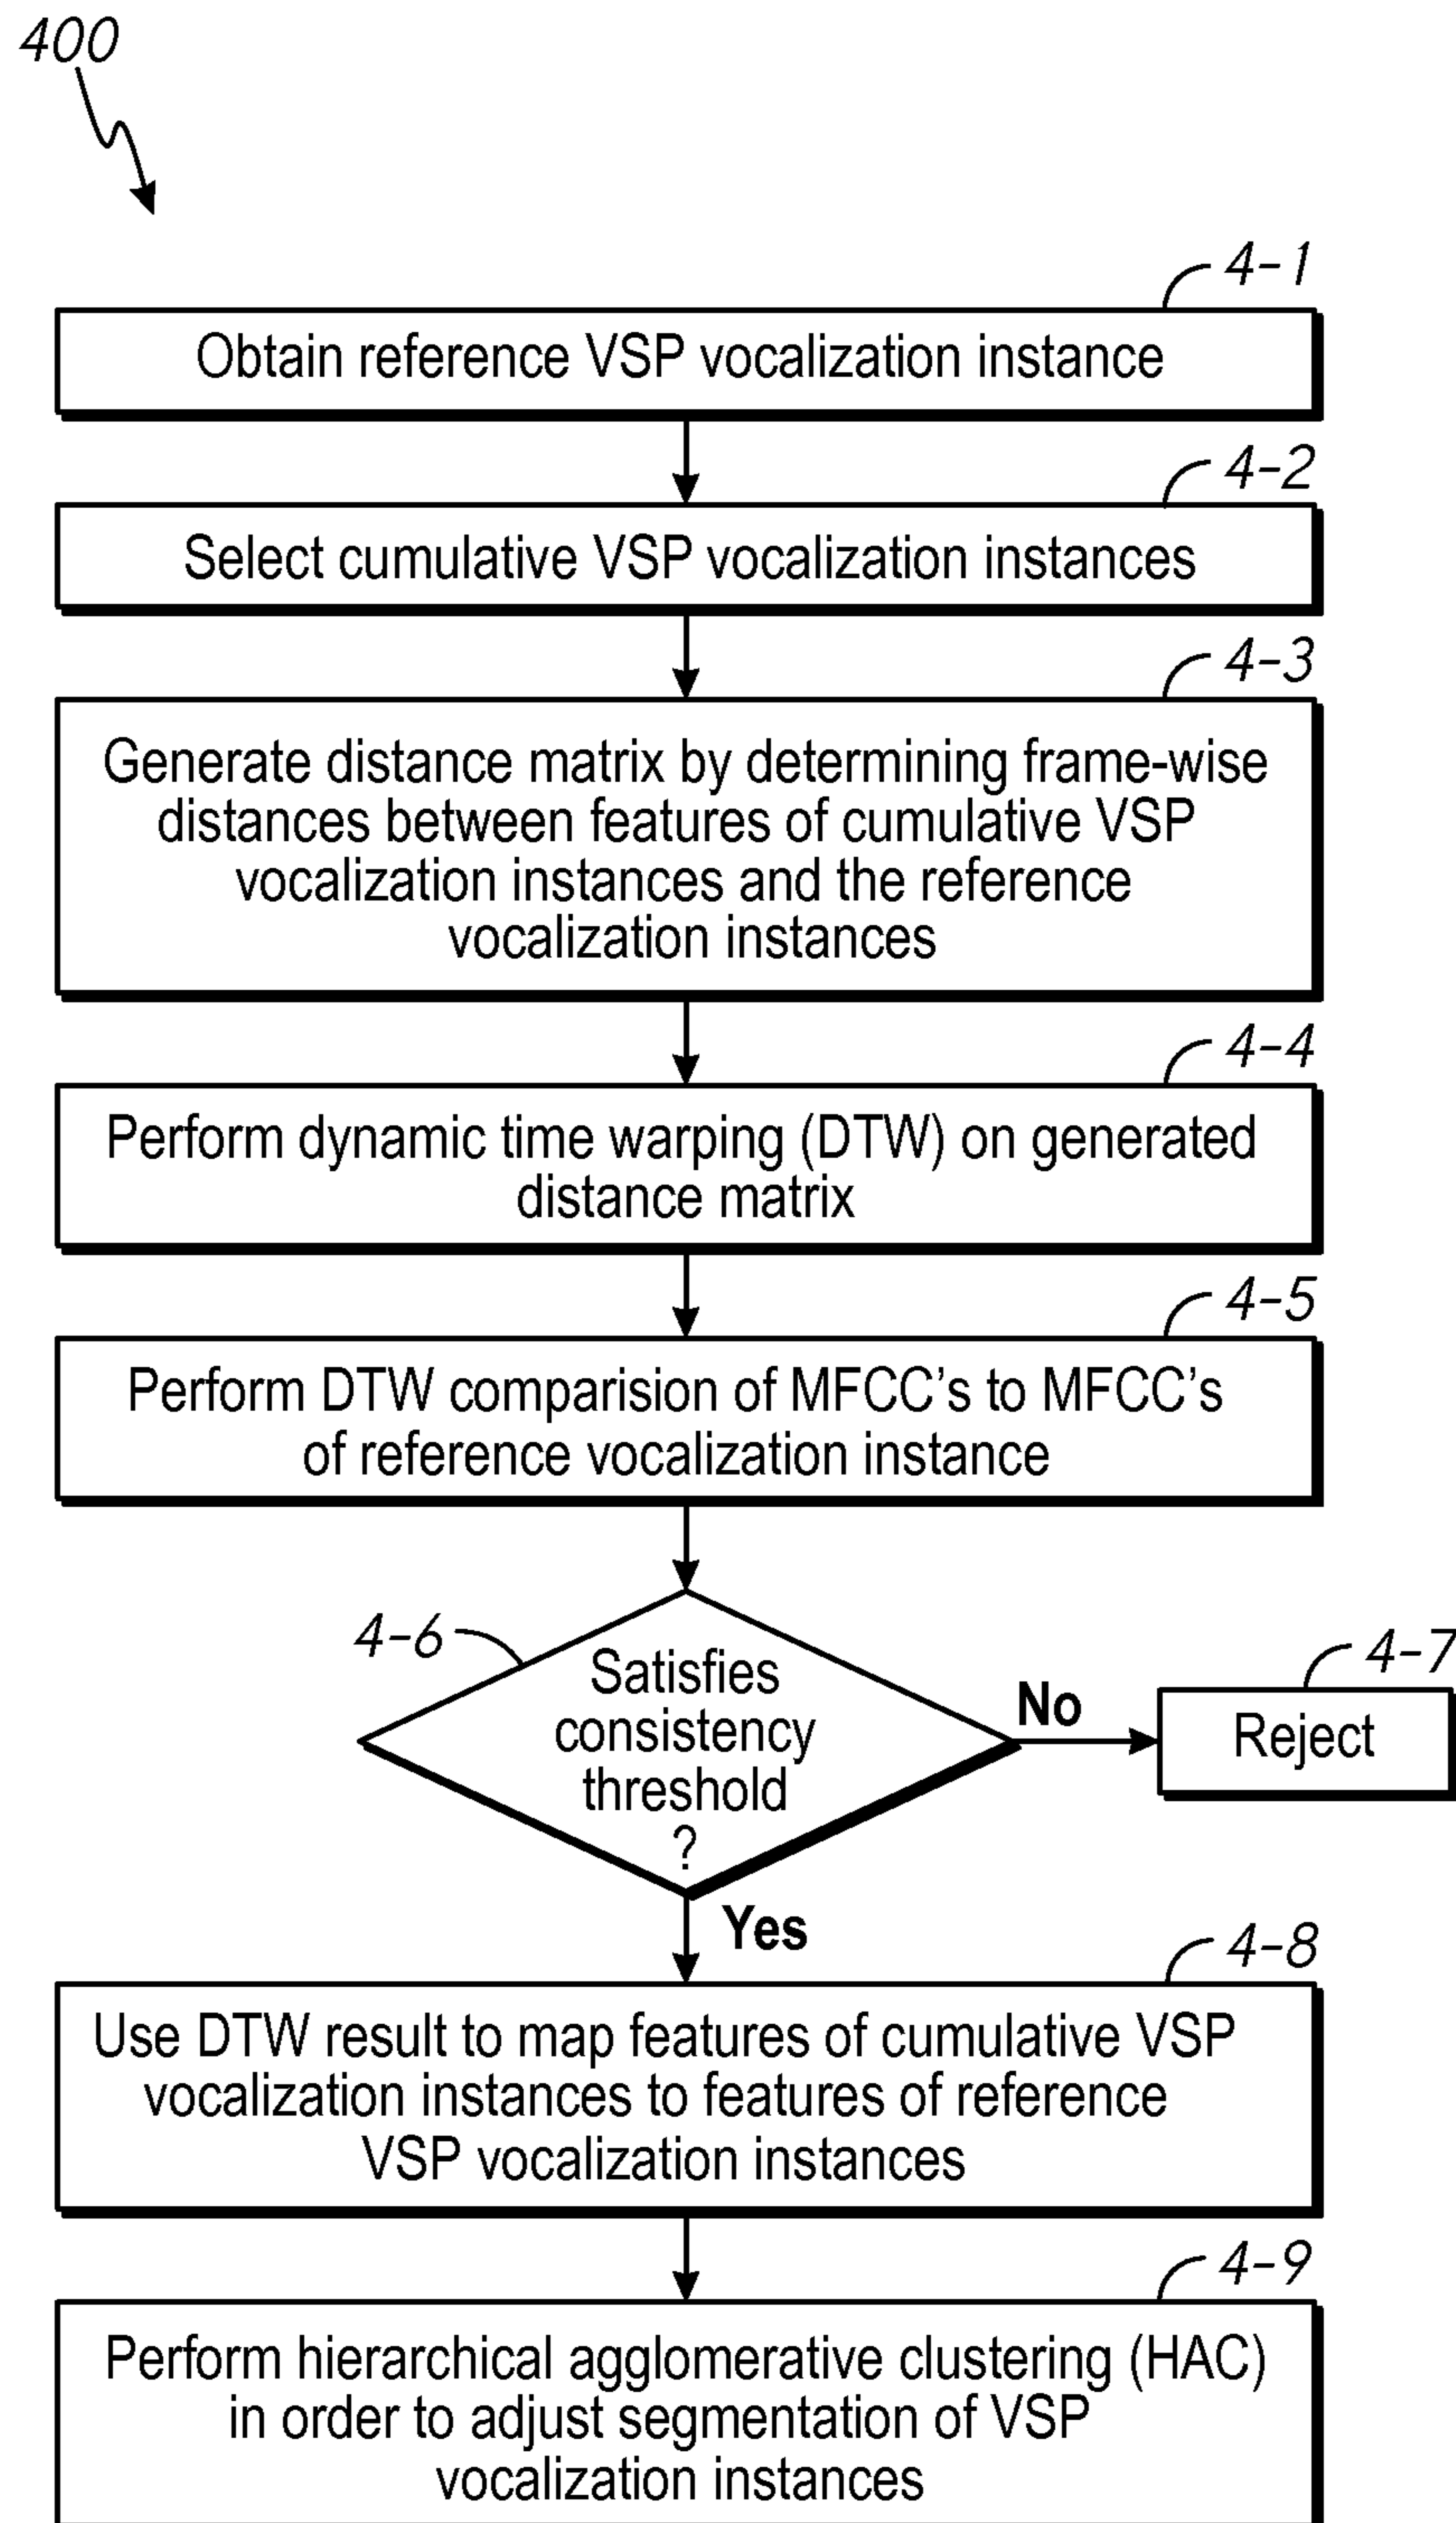 400
4-1
Obtain reference VSP vocalization instance
4-2
Select cumulative VSP vocalization instances
4-3
Generate distance matrix by determining frame-wise
distances between features of cumulative VSP
vocalization instances and the reference
vocalization instances
4-4
Perform dynamic time warping (DTW) on generated
distance matrix
4-5
Perform DTW comparision of MFCC's to MFCC's
of reference vocalization instance
4-6
Satisfies
consistency
threshold
?
No
4-7
Reject
Yes
4-8
Use DTW result to map features of cumulative VSP
vocalization instances to features of reference
VSP vocalization instances
4-9
Perform hierarchical agglomerative clustering (HAC)
in order to adjust segmentation of VSP
vocalization instances